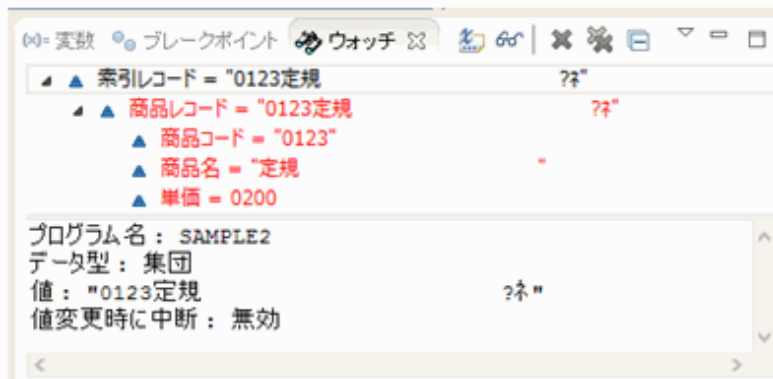 (x)= 変数 ブレークポイント ウォッチ
索引レコード = "0123定規 ?ネ"
商品レコード = "0123定規 ?ネ"
商品コード = "0123"
商品名 = "定規 "
単価 = 0200
プログラム名 : SAMPLE2
データ型 : 集団
値 : "0123定規 ?ネ"
値変更時に中断 : 無効